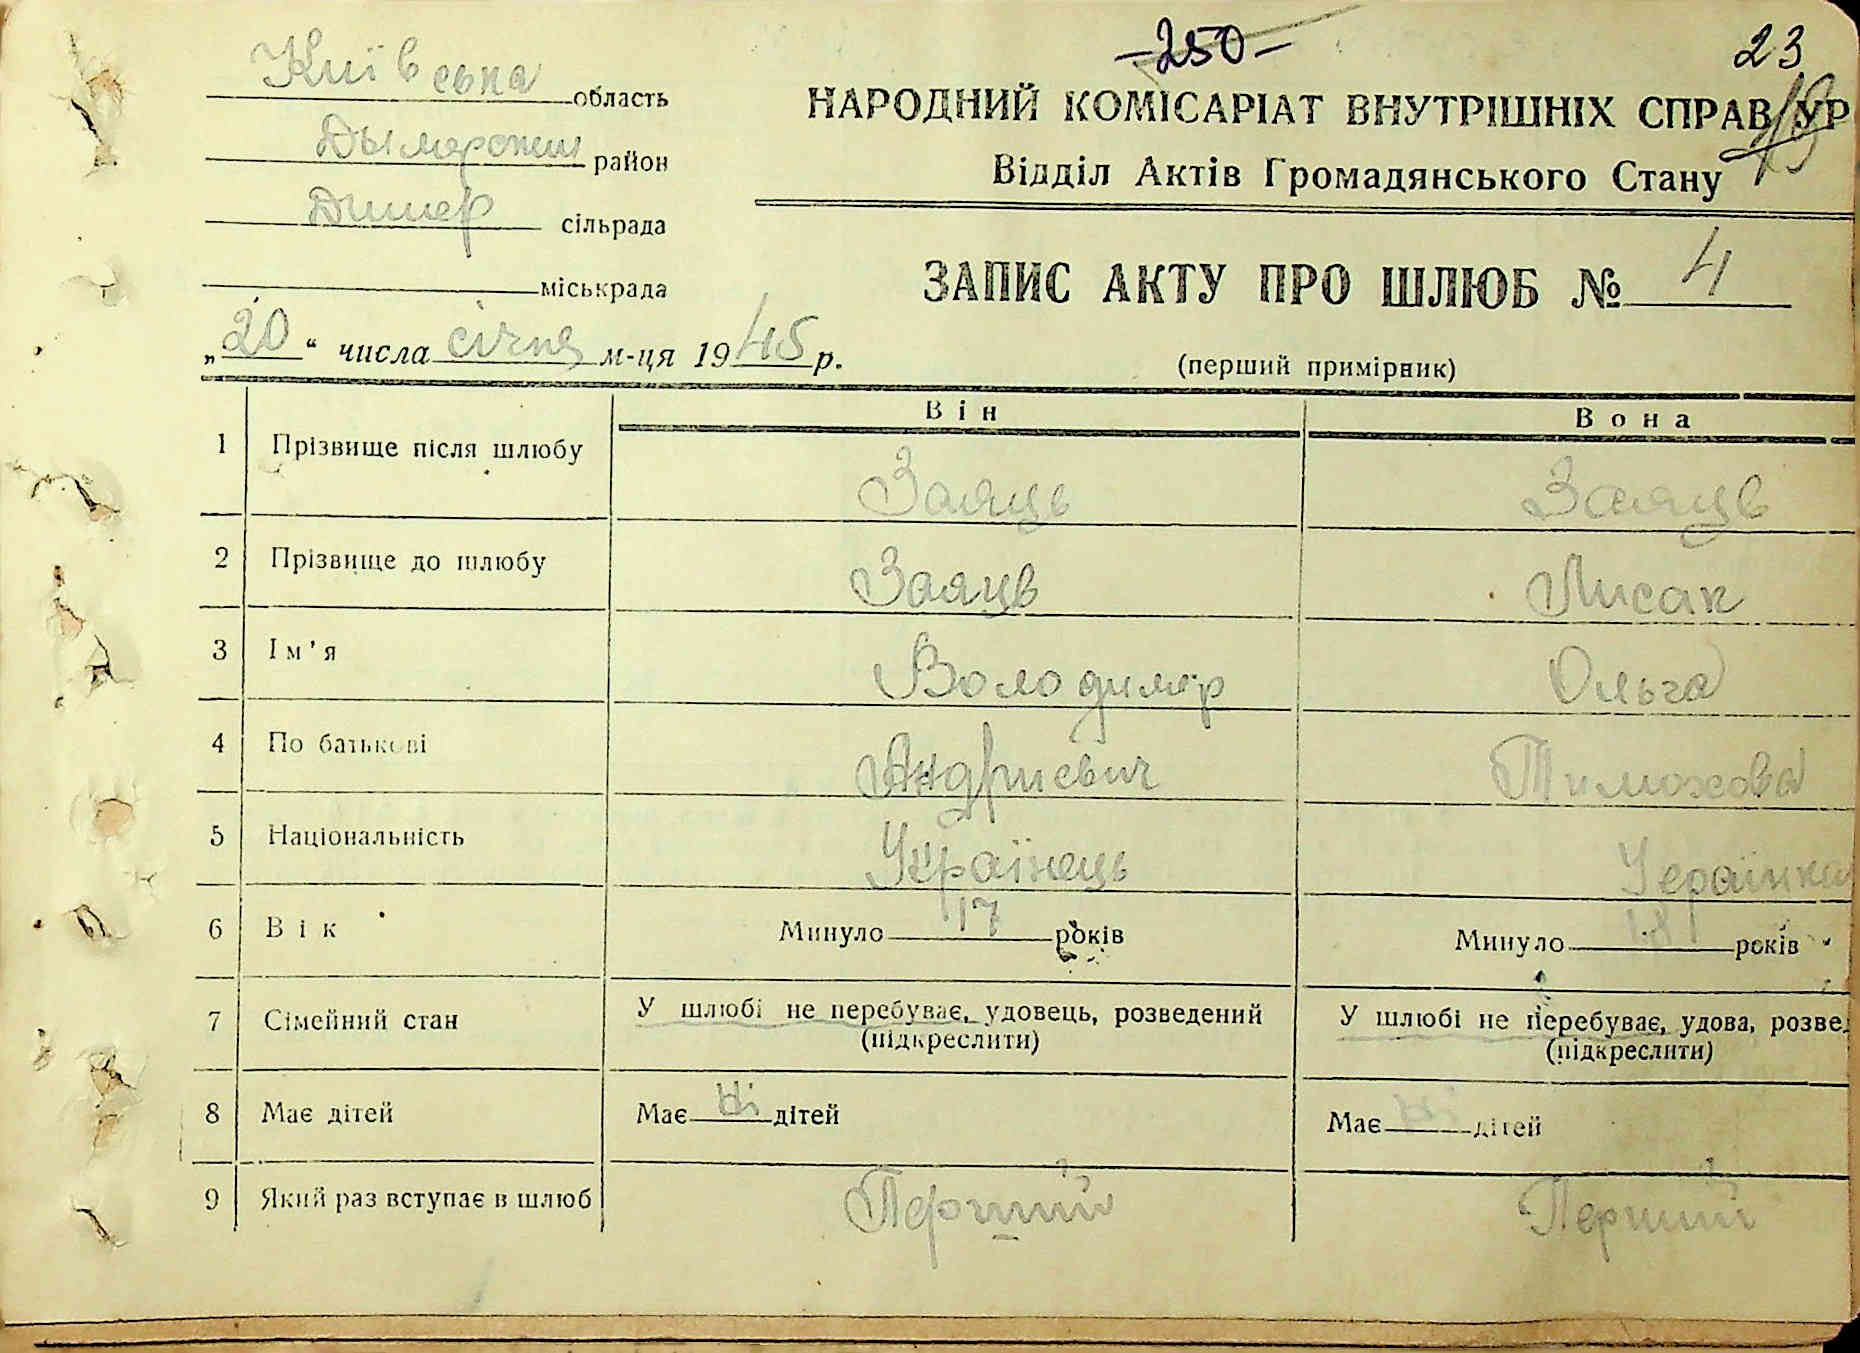 -250-
23
19
Київська область
Дымерский район
Димер сільрада
міськрада
„20“ числа січня м-ця 1945 р.
НАРОДНИЙ КОМІСАРІАТ ВНУТРІШНІХ СПРАВ УР
Відділ Актів Громадянського Стану
ЗАПИС АКТУ ПРО ШЛЮБ № 4
(перший примірник)
Він Вона
1 Прізвище після шлюбу Заяць Заяць
2 Прізвище до шлюбу Заяць Лисак
3 Ім'я Володимир Ольга
4 По батькові Андриевич Тимохова
5 Національність Українець Українка
6 Вік Минуло 17 років Минуло 18 років
7 Сімейний стан У шлюбі не перебуває, удовець, розведений У шлюбі не перебуває, удова, розве
(підкреслити) (підкреслити)
8 Має дітей Має ні дітей Має ні дітей
9 Який раз вступає в шлюб Перший Перший